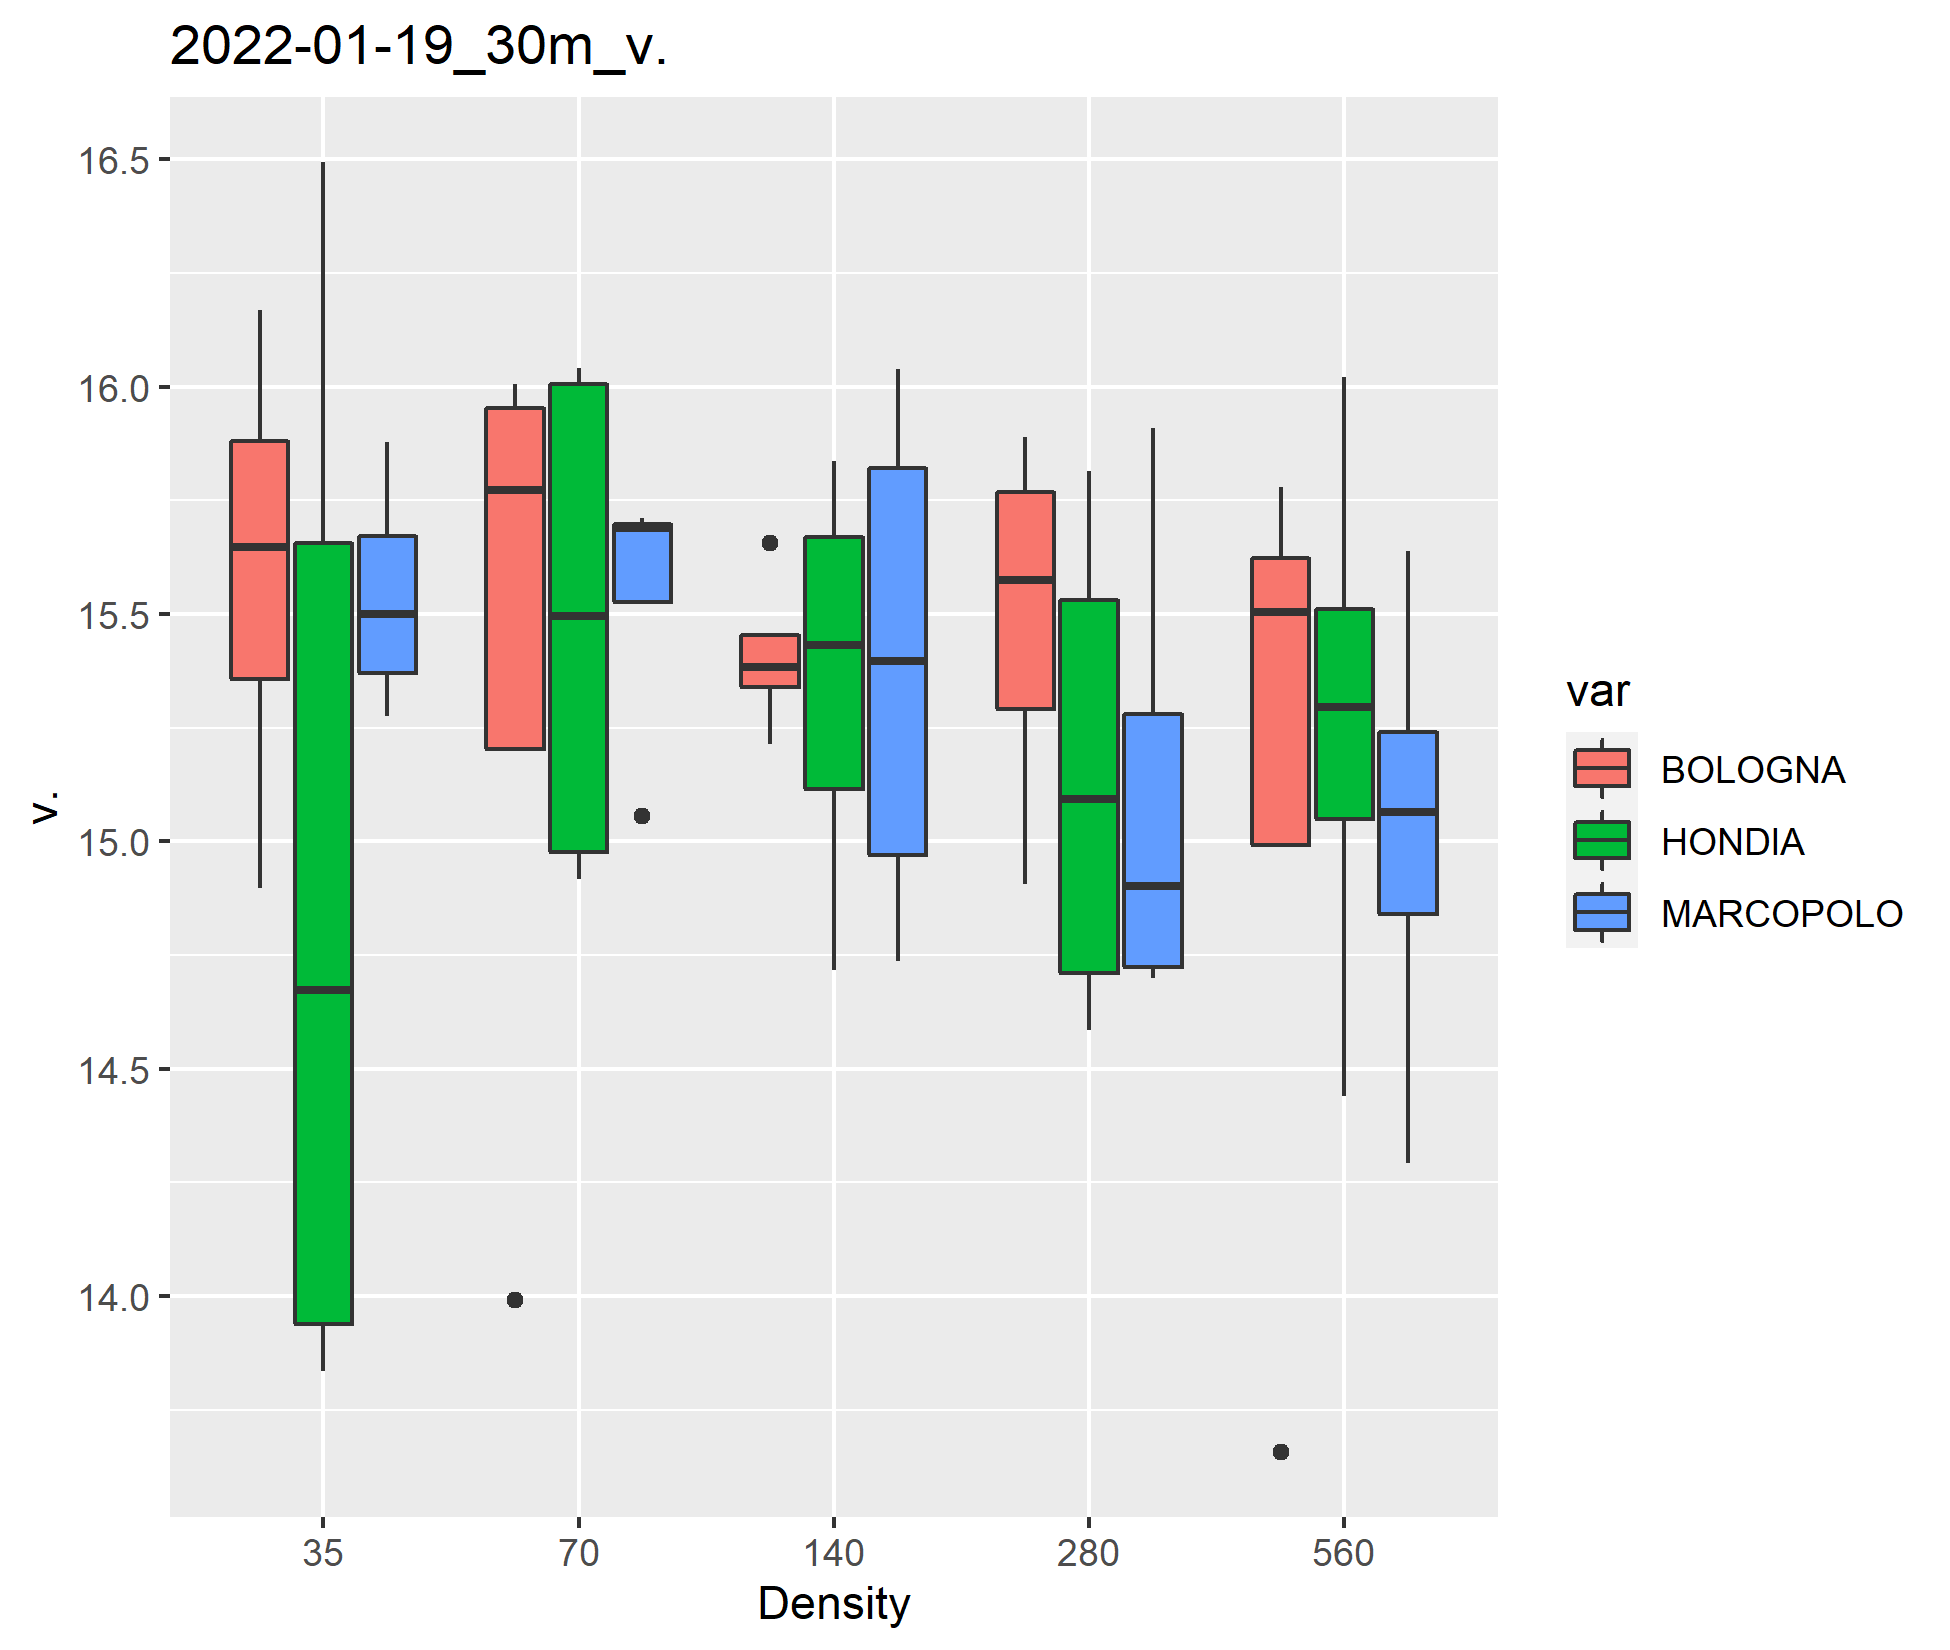 2022-01-19_30m_v.
16.5
16.0
15.5
15.0
14.5
14.0
v.
35 70 140 280 560
Density
var
BOLOGNA
HONDIA
MARCOPOLO